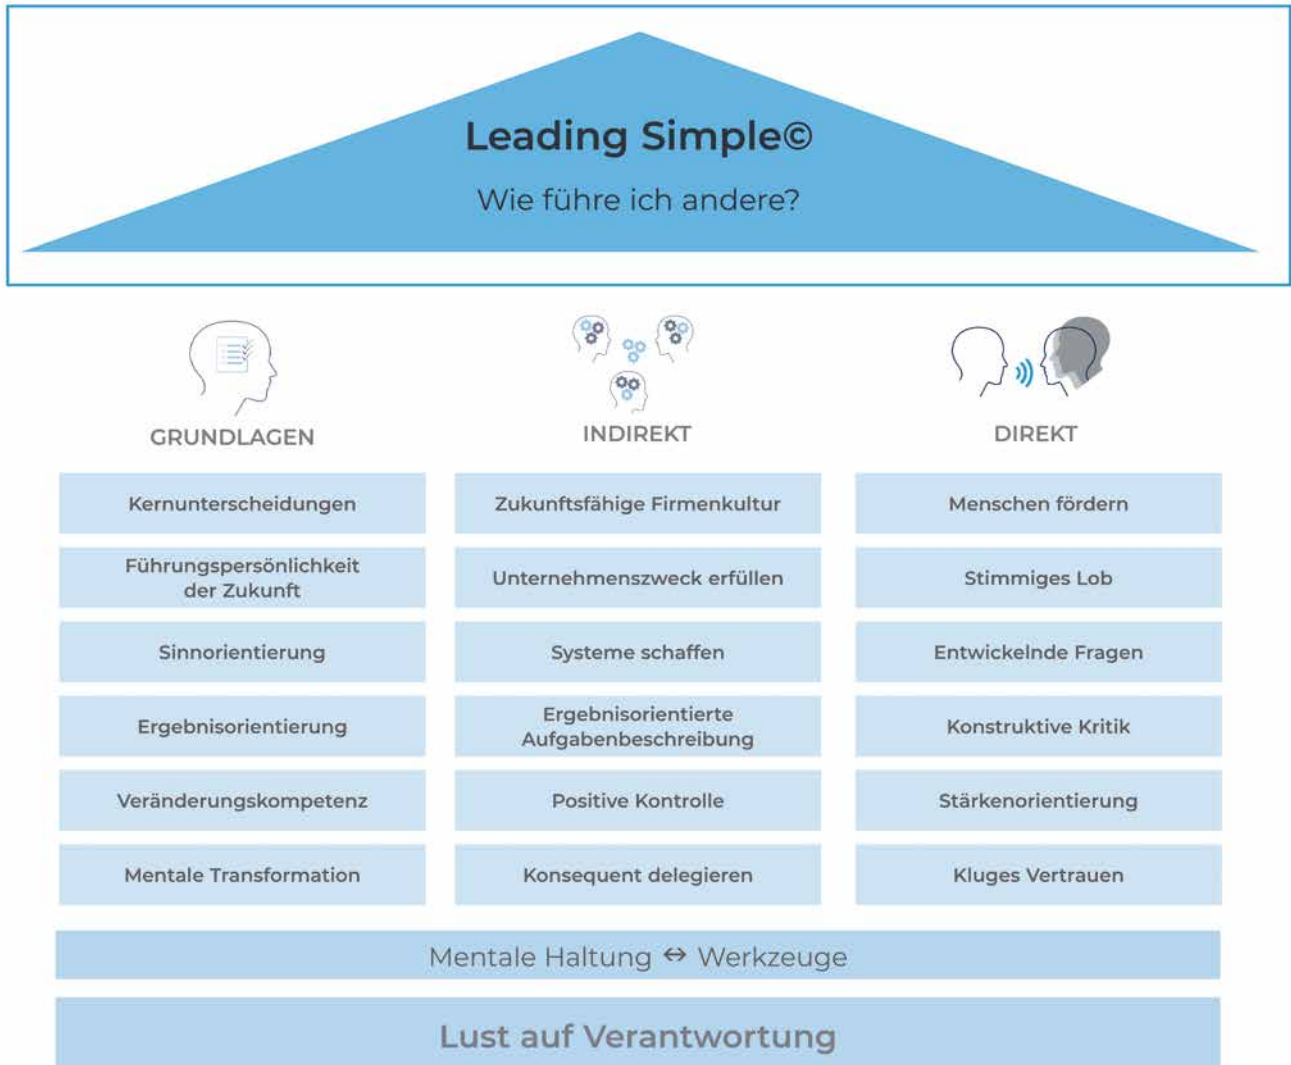 Leading Simple©
Wie führe ich andere?
GRUNDLAGEN
Kernunterscheidungen
Führungspersönlichkeit
der Zukunft
Sinnorientierung
Ergebnisorientierung
Veränderungskompetenz
Mentale Transformation
INDIREKT
Zukunftsfähige Firmenkultur
Unternehmenszweck erfüllen
Systeme schaffen
Ergebnisorientierte
Aufgabenbeschreibung
Positive Kontrolle
Konsequent delegieren
DIREKT
Menschen fördern
Stimmiges Lob
Entwickelnde Fragen
Konstruktive Kritik
Stärkenorientierung
Kluges Vertrauen
Mentale Haltung ↔ Werkzeuge
Lust auf Verantwortung